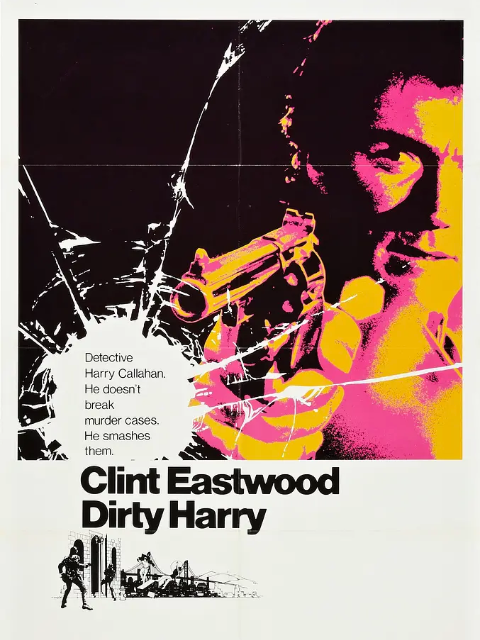 Detective
Harry Callahan.
He doesn't
break
murder cases.
He smashes
them.
Clint Eastwood
Dirty Harry